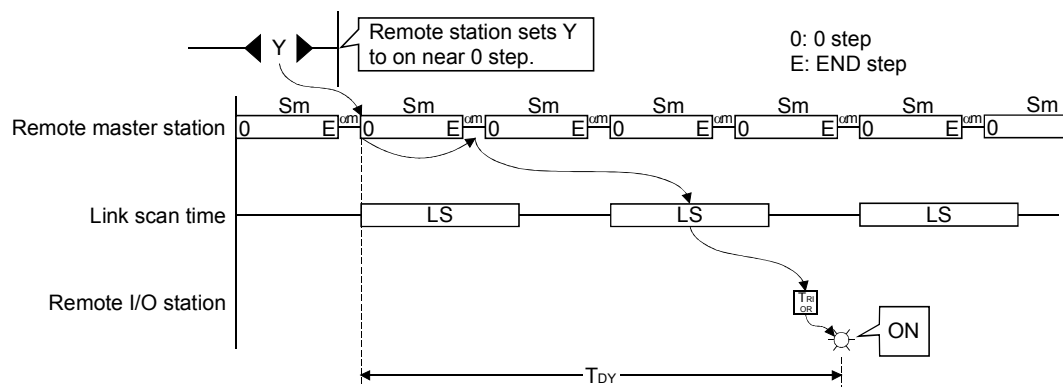 Y
Remote station sets Y
to on near 0 step.
0: 0 step
E: END step
Sm Sm Sm Sm Sm Sm Sm
Remote master station 0 E αm 0 E αm 0 E αm 0 E αm 0 E αm 0 E αm 0
Link scan time LS LS LS
Remote I/O station TRI
OR
ON
TDY